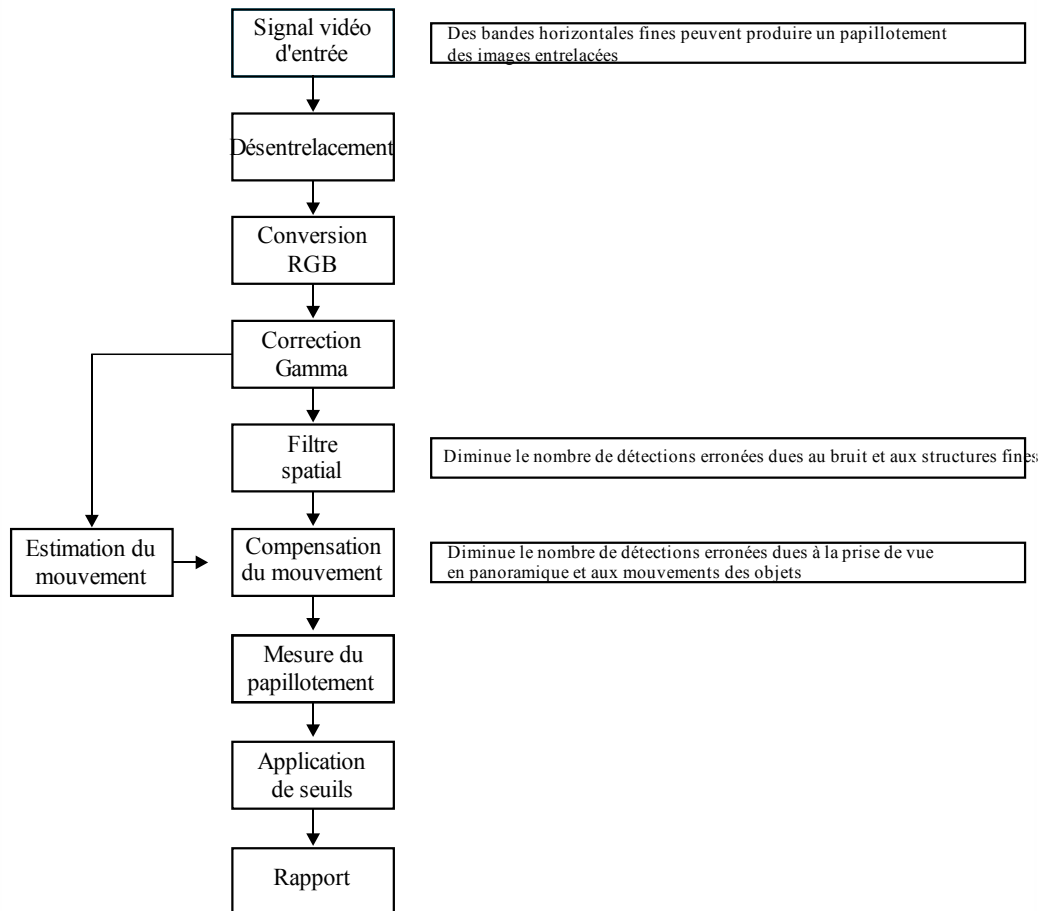 Signal vidéo
d'entrée
Des bandes horizontales fines peuvent produire un papillotement
des images entrelacées
Désentrelacement
Conversion
RGB
Correction
Gamma
Filtre
spatial
Diminue le nombre de détections erronées dues au bruit et aux structures fines
Estimation du
mouvement
Compensation
du mouvement
Diminue le nombre de détections erronées dues à la prise de vue
en panoramique et aux mouvements des objets
Mesure du
papillotement
Application
de seuils
Rapport